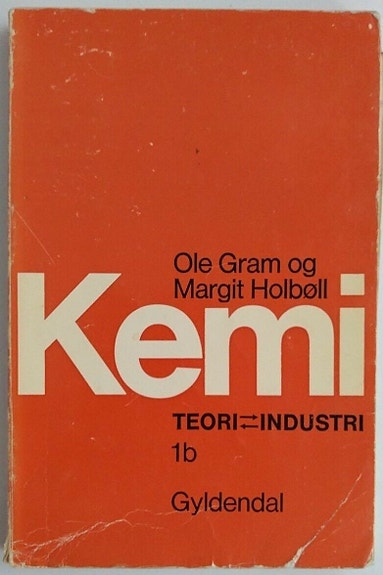 Ole Gram og
Margit Holbøll
Kemi
TEORI⇄INDUSTRI
1b
Gyldendal